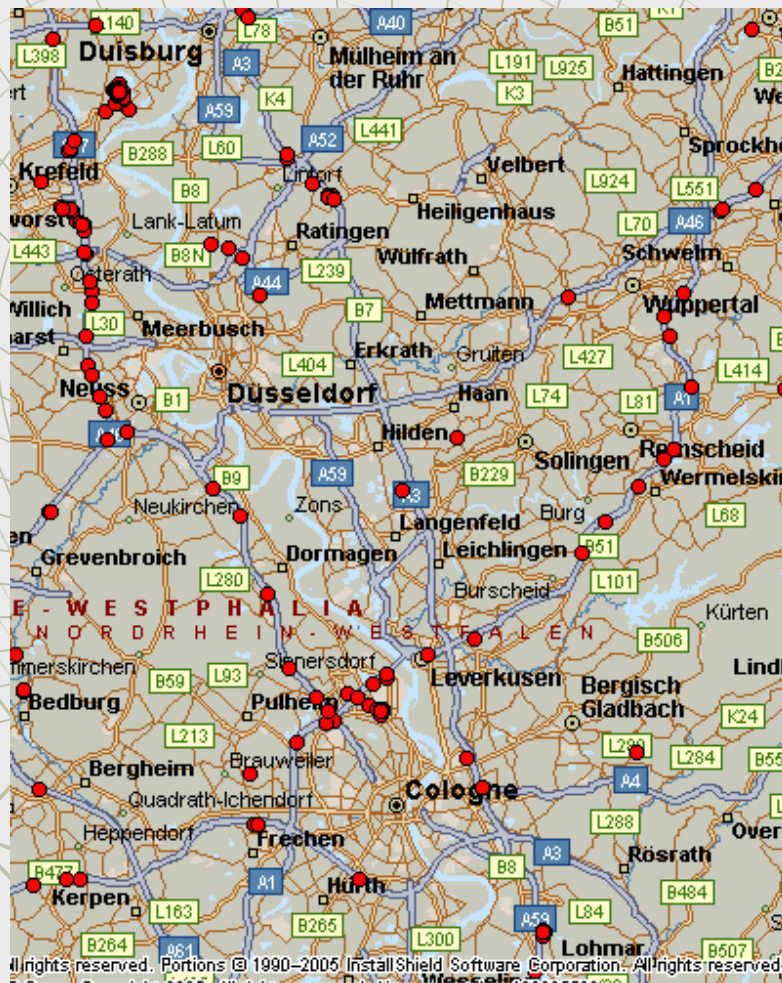 A140
L78
A40
B51
L398
Duisburg
Mülheim an
der Ruhr
A3
L191
L925
Hattingen
K3
K4
A59
A52
L441
B288
L60
Sprockh
Krefeld
Lintorf
Velbert
B8
L924
L551
Heiligenhaus
Lank-Latum
Ratingen
L70
A46
L443
B8N
Wülfrath
Schwelm
Osterath
L239
A44
Willich
L30
B7
Mettmann
Wuppertal
Meerbusch
Erkrath
L404
Gruiten
L427
L414
Neuss
B1
Düsseldorf
Haan
L74
L81
A1
Hilden
Solingen
Remscheid
B9
A59
B229
Wermelskir
Neukirchen
Zons
Langenfeld
Burg
L68
Grevenbroich
Dormagen
Leichlingen
B51
L280
Burscheid
L101
E-WESTPHALIA
NORDRHEIN-WESTFALEN
Kürten
B506
mmerskirchen
B59
L93
Sinnersdorf
Leverkusen
Lindl
Bedburg
Pulheim
Bergisch
Gladbach
K24
L213
L284
Brauweiler
Bergheim
A4
Quadrath-Ichendorf
Cologne
Heppendorf
Frechen
L288
Over
A3
Rösrath
B477
B8
Kerpen
A1
Hürth
B484
L163
B265
A59
L84
B264
A61
L300
Lohmar
B507
All rights reserved. Portions © 1990–2005 InstallShield Software Corporation. All rights reserved.